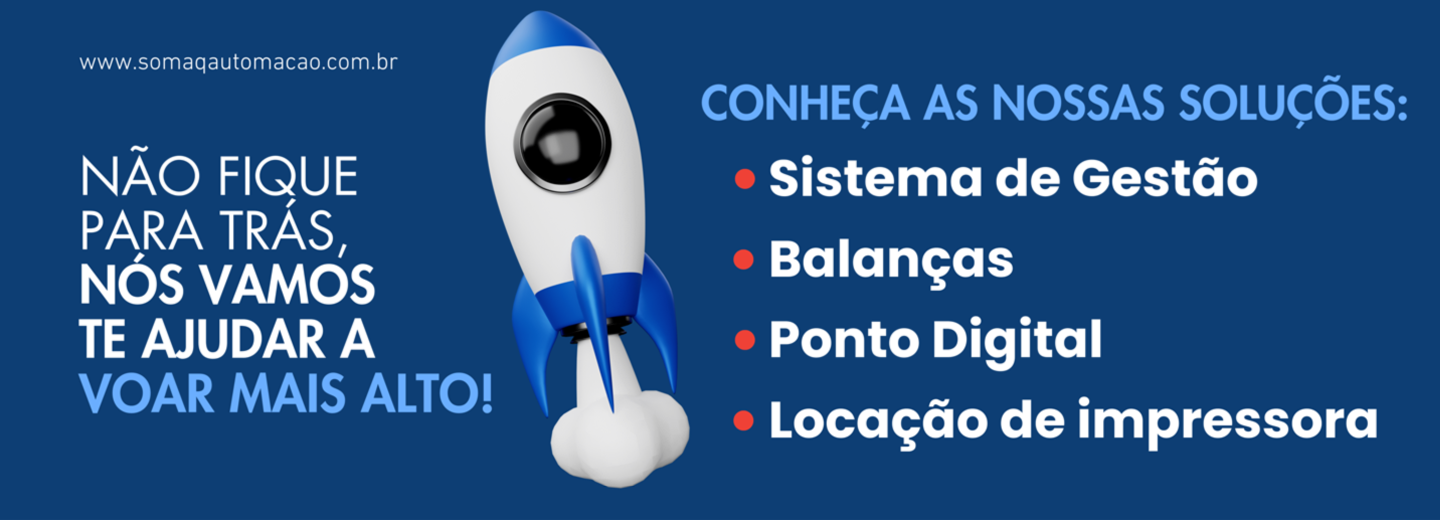 www.somaqautomacao.com.br
NÃO FIQUE
PARA TRÁS,
NÓS VAMOS
TE AJUDAR A
VOAR MAIS ALTO!
CONHEÇA AS NOSSAS SOLUÇÕES:
• Sistema de Gestão
• Balanças
• Ponto Digital
• Locação de impressora